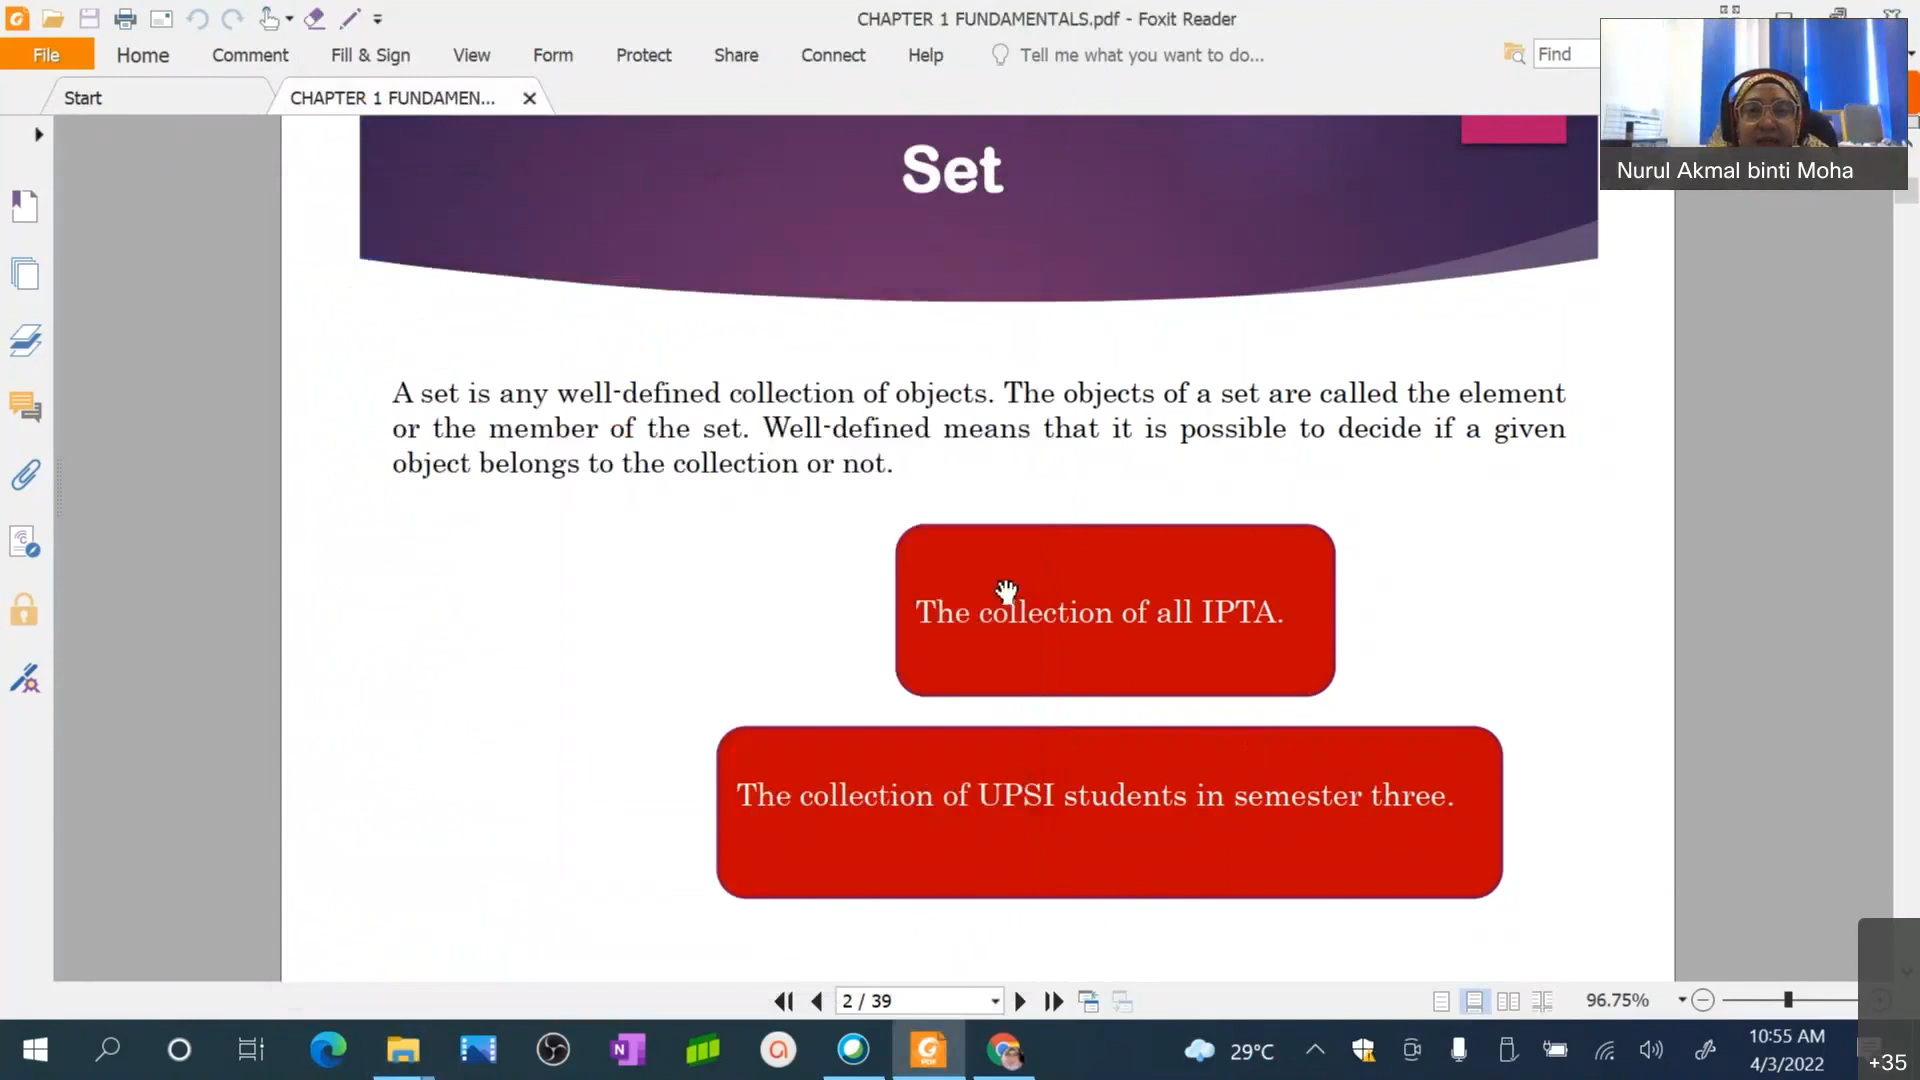 CHAPTER 1 FUNDAMENTALS.pdf - Foxit Reader
File Home Comment Fill & Sign View Form Protect Share Connect Help Tell me what you want to do... Find
Start CHAPTER 1 FUNDAMEN...
Nurul Akmal binti Moha
Set
A set is any well-defined collection of objects. The objects of a set are called the element
or the member of the set. Well-defined means that it is possible to decide if a given
object belongs to the collection or not.
The collection of all IPTA.
The collection of UPSI students in semester three.
2 / 39
96.75%
29°C
10:55 AM
4/3/2022
+35